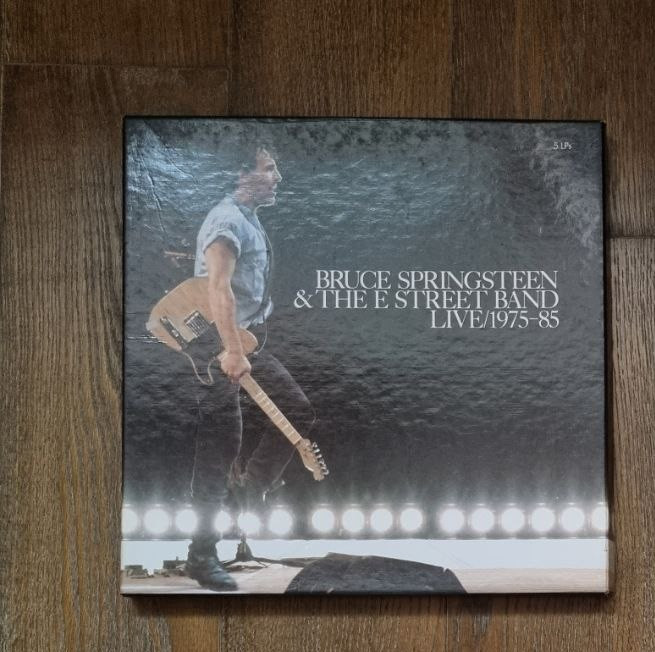 5 LPs
BRUCE SPRINGSTEEN
& THE E STREET BAND
LIVE/1975–85